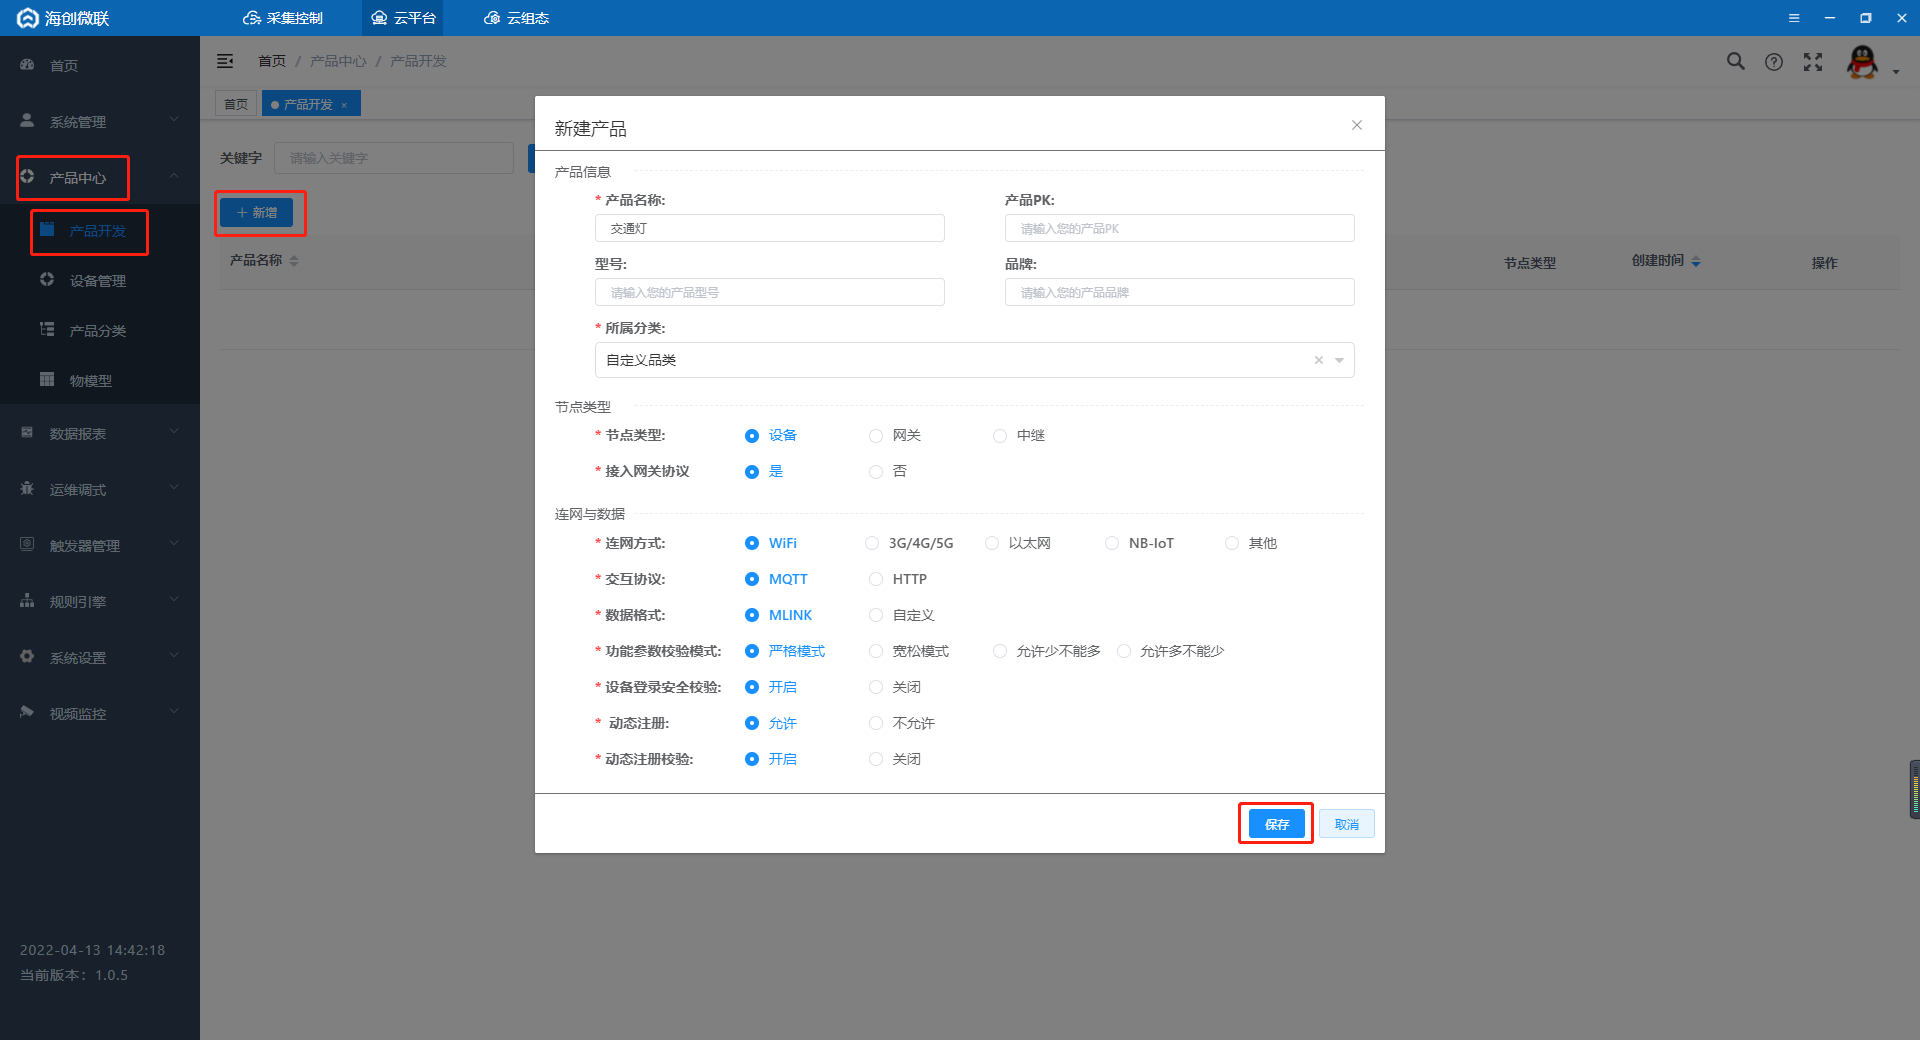 海创微联
采集控制
云平台
云组态
首页
系统管理
产品中心
产品开发
设备管理
产品分类
物模型
数据报表
运维调式
触发器管理
规则引擎
系统设置
视频监控
2022-04-13 14:42:18
当前版本：1.0.5
首页 / 产品中心 / 产品开发
首页
产品开发 ×
关键字 请输入关键字
+ 新增
产品名称
节点类型
创建时间
操作
新建产品
产品信息
* 产品名称:
交通灯
产品PK:
请输入您的产品PK
型号:
请输入您的产品型号
品牌:
请输入您的产品品牌
* 所属分类:
自定义品类
节点类型
* 节点类型: 设备 网关 中继
* 接入网关协议 是 否
连网与数据
* 连网方式: WiFi 3G/4G/5G 以太网 NB-IoT 其他
* 交互协议: MQTT HTTP
* 数据格式: MLINK 自定义
* 功能参数校验模式: 严格模式 宽松模式 允许少不能多 允许多不能少
* 设备登录安全校验: 开启 关闭
* 动态注册: 允许 不允许
* 动态注册校验: 开启 关闭
保存
取消